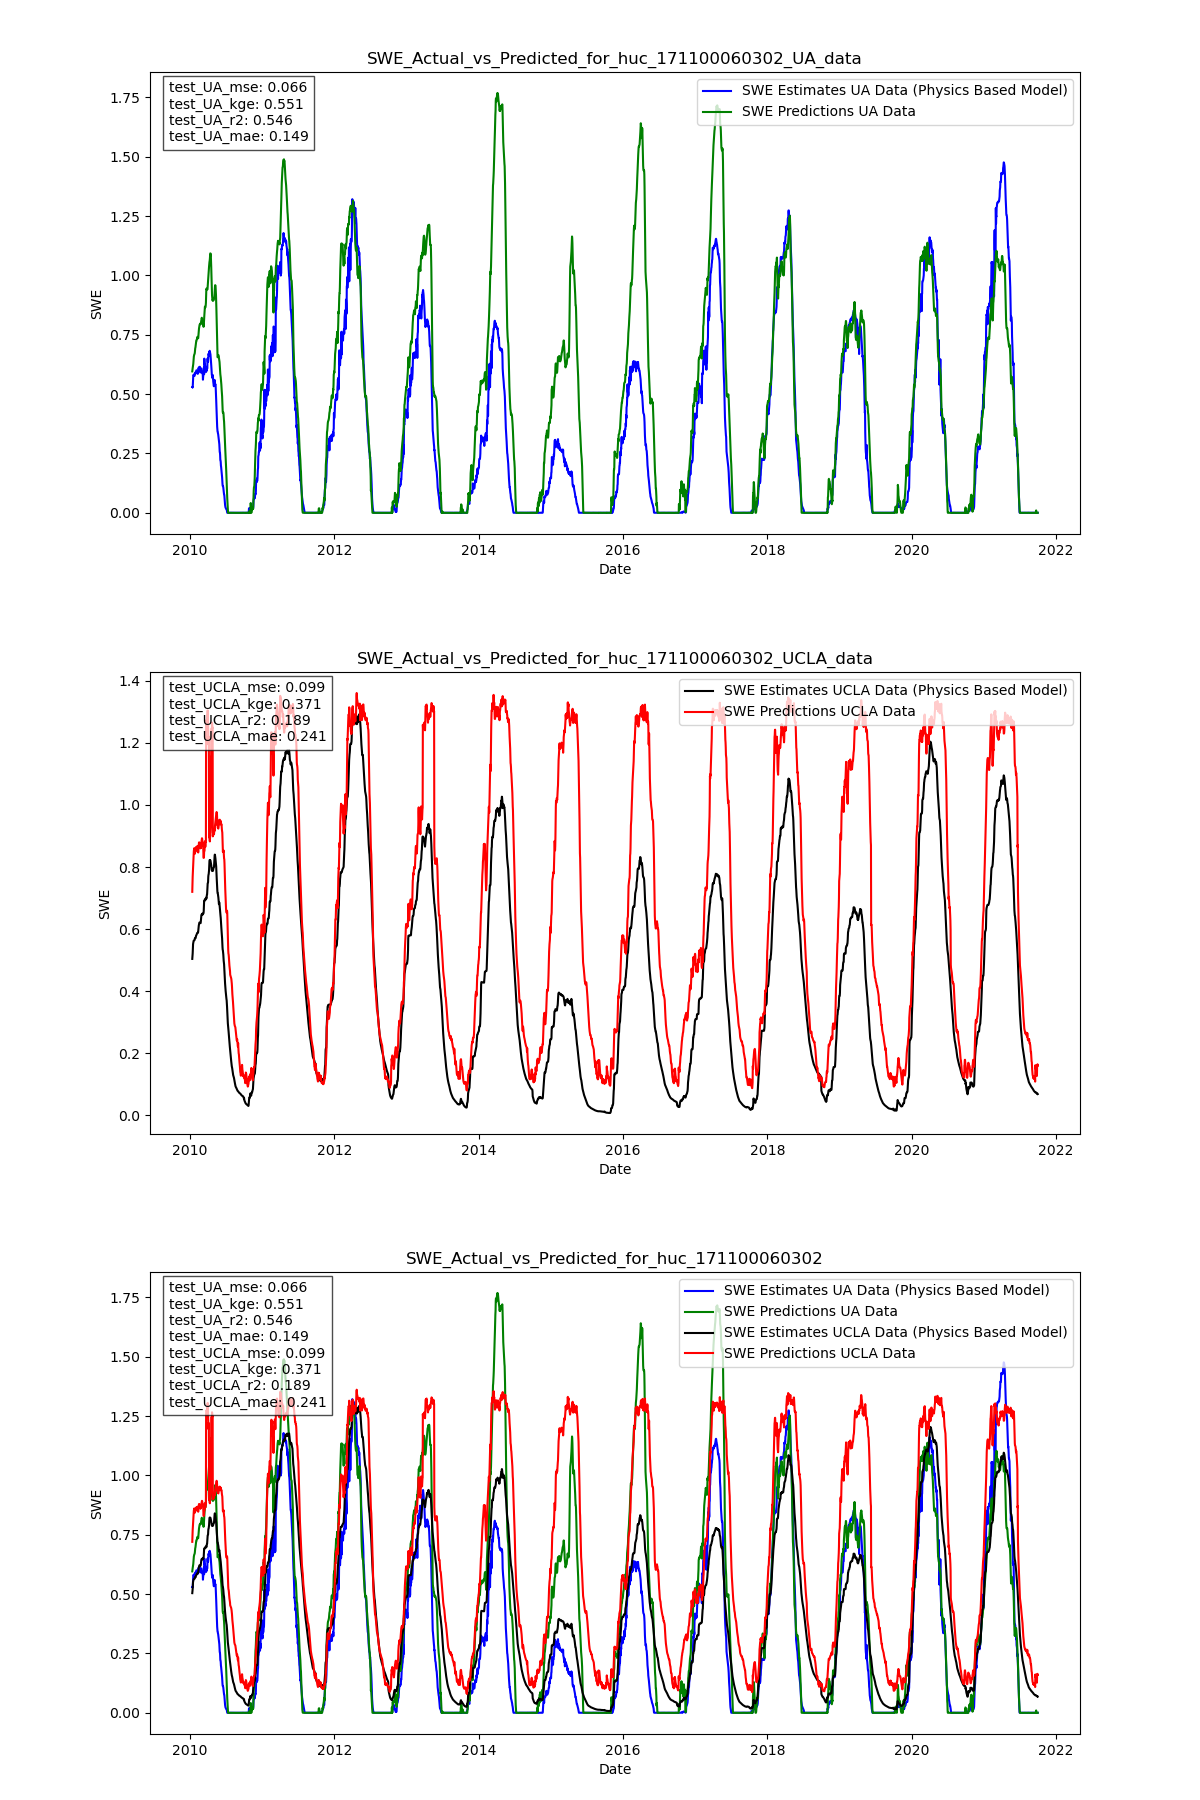 SWE_Actual_vs_Predicted_for_huc_171100060302_UA_data
test_UA_mse: 0.066
test_UA_kge: 0.551
test_UA_r2: 0.546
test_UA_mae: 0.149
SWE Estimates UA Data (Physics Based Model)
SWE Predictions UA Data
1.75
1.50
1.25
1.00
0.75
0.50
0.25
0.00
SWE
2010 2012 2014 2016 2018 2020 2022
Date
SWE_Actual_vs_Predicted_for_huc_171100060302_UCLA_data
test_UCLA_mse: 0.099
test_UCLA_kge: 0.371
test_UCLA_r2: 0.189
test_UCLA_mae: 0.241
SWE Estimates UCLA Data (Physics Based Model)
SWE Predictions UCLA Data
1.4
1.2
1.0
0.8
0.6
0.4
0.2
0.0
SWE
2010 2012 2014 2016 2018 2020 2022
Date
SWE_Actual_vs_Predicted_for_huc_171100060302
test_UA_mse: 0.066
test_UA_kge: 0.551
test_UA_r2: 0.546
test_UA_mae: 0.149
test_UCLA_mse: 0.099
test_UCLA_kge: 0.371
test_UCLA_r2: 0.189
test_UCLA_mae: 0.241
SWE Estimates UA Data (Physics Based Model)
SWE Predictions UA Data
SWE Estimates UCLA Data (Physics Based Model)
SWE Predictions UCLA Data
1.75
1.50
1.25
1.00
0.75
0.50
0.25
0.00
SWE
2010 2012 2014 2016 2018 2020 2022
Date